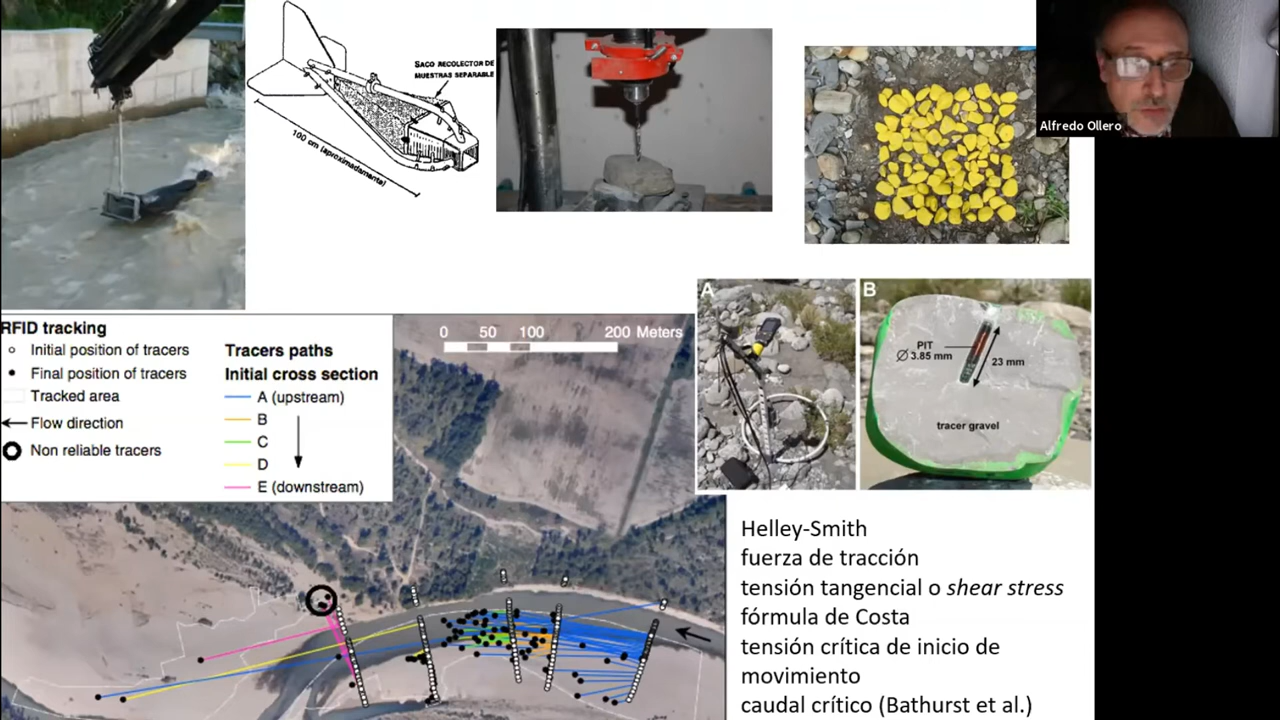 SACO RECOLECTOR DE
MUESTRAS SEPARABLE
100 cm (aproximadamente)
Alfredo Ollero
A
B
PIT
Ø 3.85 mm
23 mm
tracer gravel
RFID tracking
Initial position of tracers
Final position of tracers
Tracked area
Flow direction
Non reliable tracers
Tracers paths
Initial cross section
A (upstream)
B
C
D
E (downstream)
0 50 100 200 Meters
Helley-Smith
fuerza de tracción
tensión tangencial o shear stress
fórmula de Costa
tensión crítica de inicio de
movimiento
caudal crítico (Bathurst et al.)